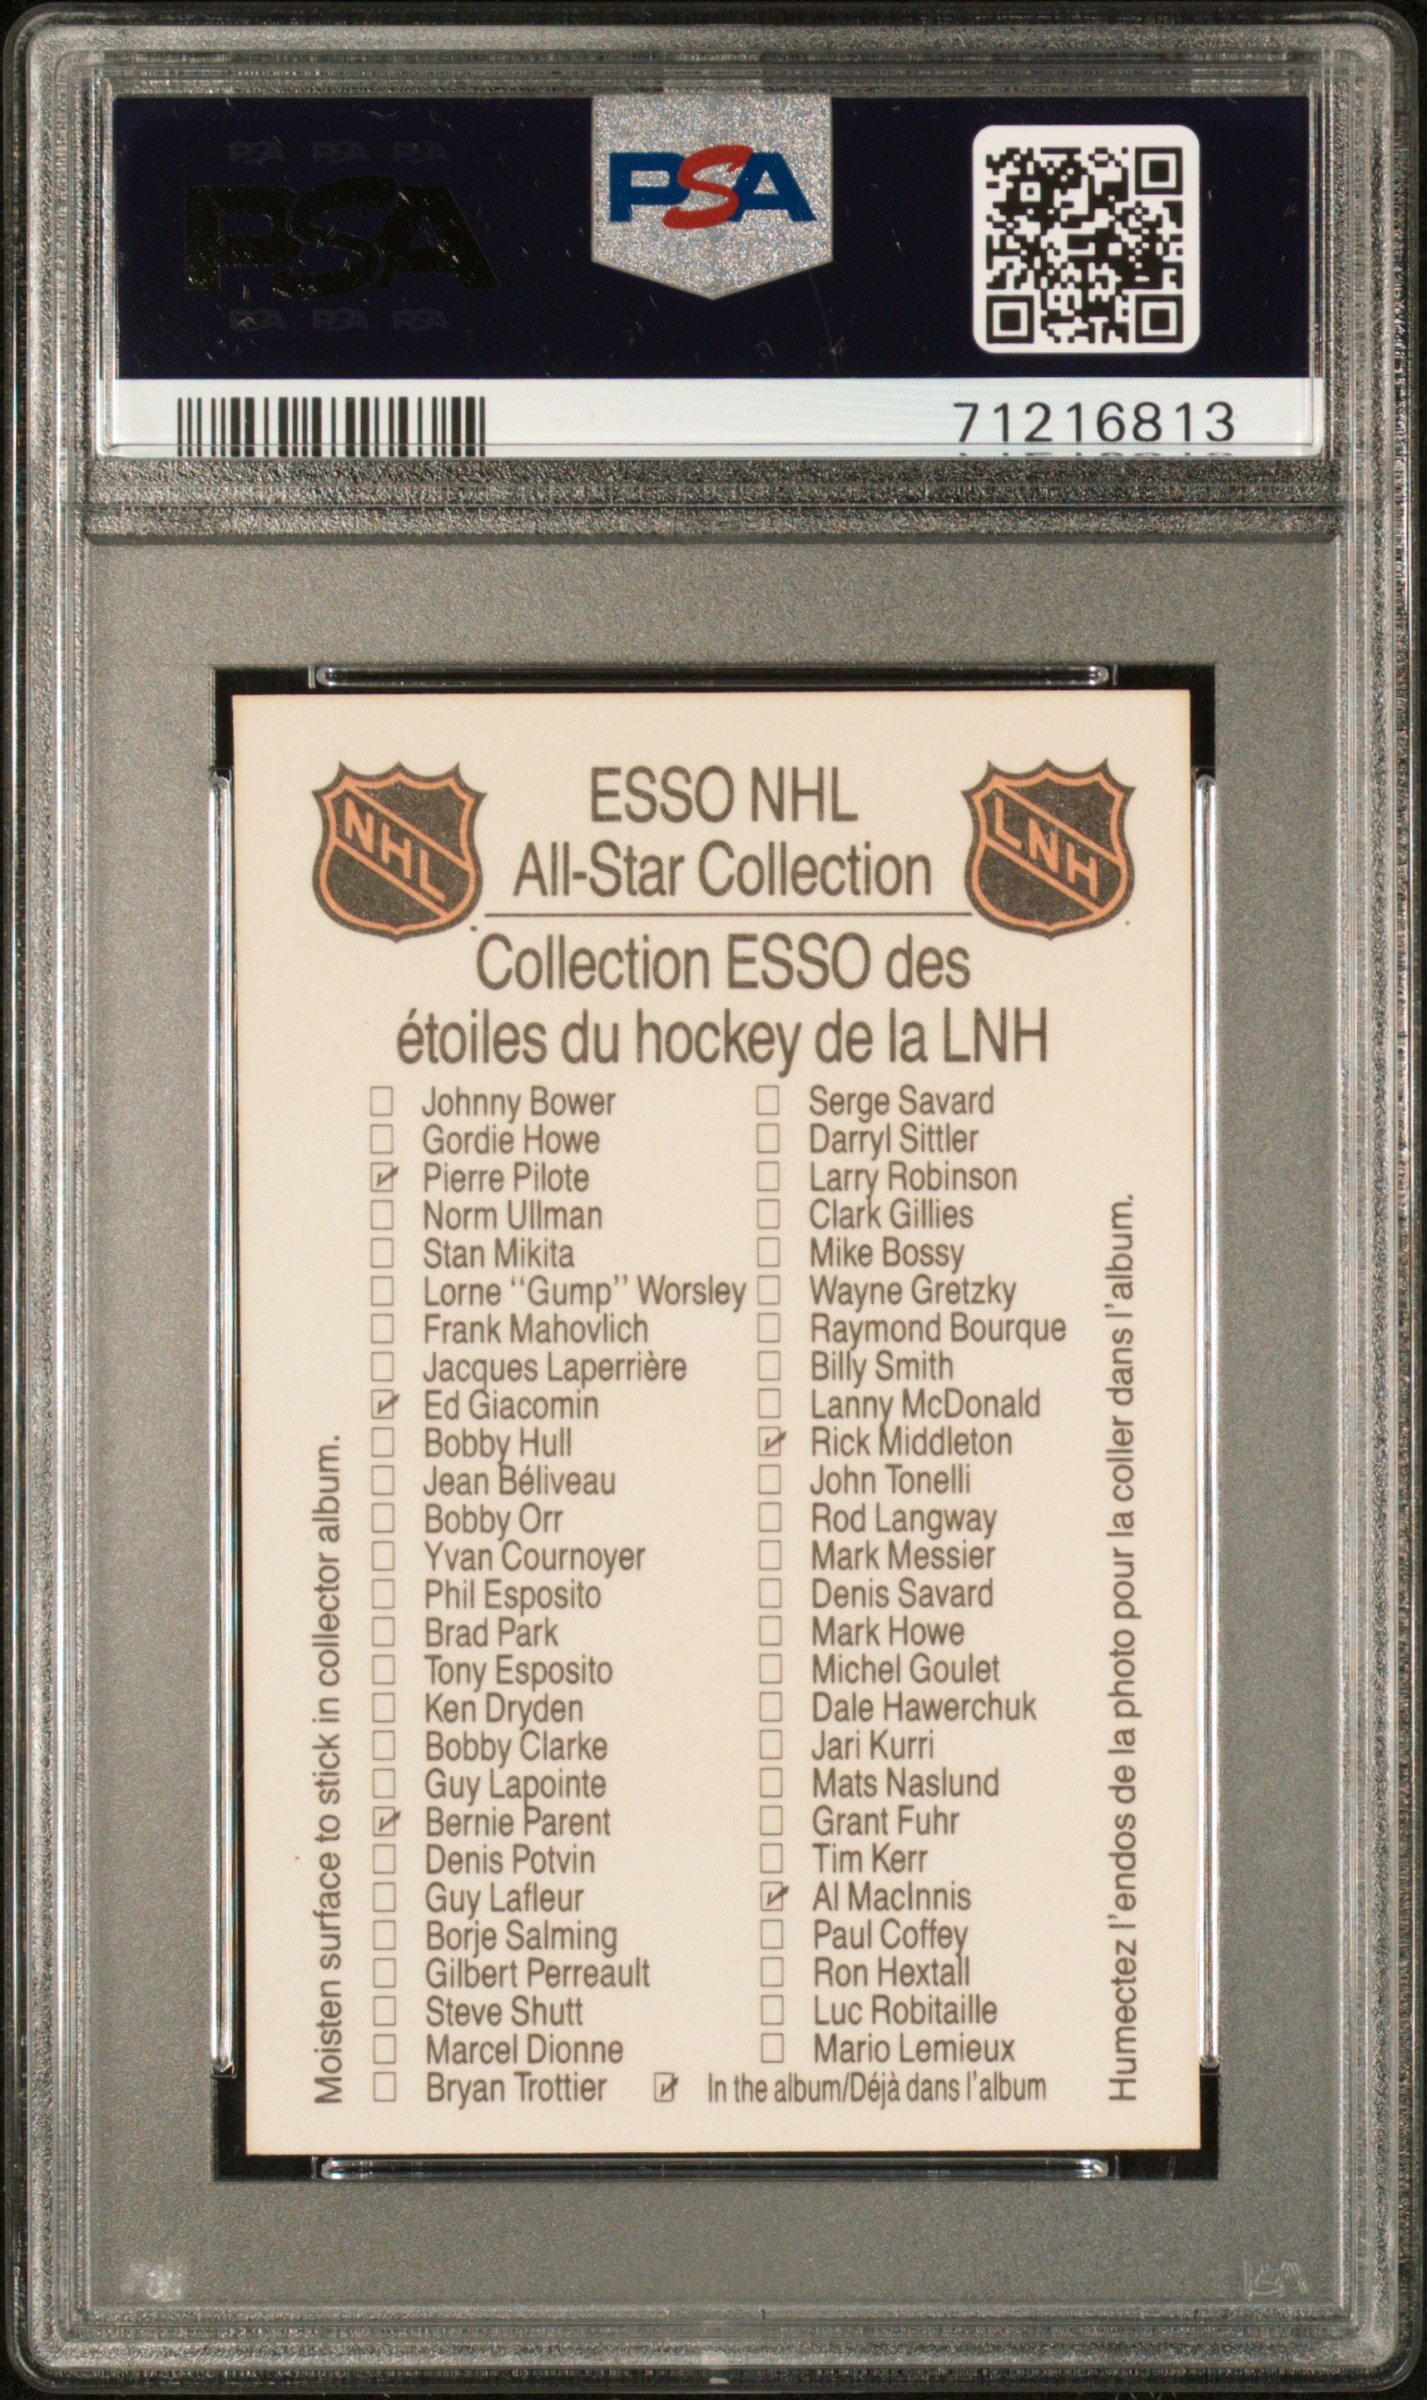 PSA PSA PSA
PSA
PSA PSA PSA
PSA
71216813
NHL
LNH
ESSO NHL
All-Star Collection
Collection ESSO des
étoiles du hockey de la LNH
Johnny Bower
Gordie Howe
Pierre Pilote
Norm Ullman
Stan Mikita
Lorne "Gump" Worsley
Frank Mahovlich
Jacques Laperrière
Ed Giacomin
Bobby Hull
Jean Béliveau
Bobby Orr
Yvan Cournoyer
Phil Esposito
Brad Park
Tony Esposito
Ken Dryden
Bobby Clarke
Guy Lapointe
Bernie Parent
Denis Potvin
Guy Lafleur
Borje Salming
Gilbert Perreault
Steve Shutt
Marcel Dionne
Bryan Trottier
Serge Savard
Darryl Sittler
Larry Robinson
Clark Gillies
Mike Bossy
Wayne Gretzky
Raymond Bourque
Billy Smith
Lanny McDonald
Rick Middleton
John Tonelli
Rod Langway
Mark Messier
Denis Savard
Mark Howe
Michel Goulet
Dale Hawerchuk
Jari Kurri
Mats Naslund
Grant Fuhr
Tim Kerr
Al MacInnis
Paul Coffey
Ron Hextall
Luc Robitaille
Mario Lemieux
In the album/Déjà dans l'album
Moisten surface to stick in collector album.
Humectez l'endos de la photo pour la coller dans l'album.